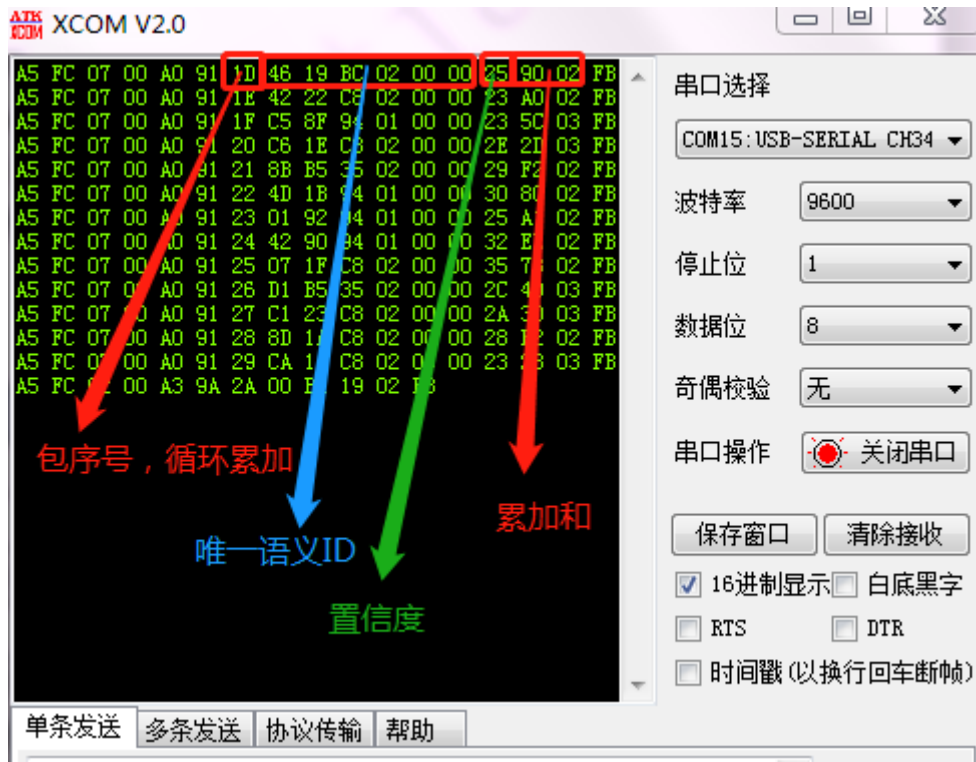 ATK
XCOM
XCOM V2.0
A5 FC 07 00 A0 91 1D 46 19 BC 02 00 00 25 90 02 FB
A5 FC 07 00 A0 91 1E 42 22 C8 02 00 00 23 A0 02 FB
A5 FC 07 00 A0 91 1F C5 8F 94 01 00 00 23 5C 03 FB
A5 FC 07 00 A0 91 20 C6 1E C8 02 00 00 2E 2D 03 FB
A5 FC 07 00 A0 91 21 8B B5 35 02 00 00 29 F2 02 FB
A5 FC 07 00 A0 91 22 4D 1B 94 01 00 00 30 80 02 FB
A5 FC 07 00 A0 91 23 01 92 94 01 00 00 25 A1 02 FB
A5 FC 07 00 A0 91 24 42 90 94 01 00 00 32 EE 02 FB
A5 FC 07 00 A0 91 25 07 1F C8 02 00 00 35 7B 02 FB
A5 FC 07 00 A0 91 26 D1 B5 35 02 00 00 2C 40 03 FB
A5 FC 07 00 A0 91 27 C1 23 C8 02 00 00 2A 30 03 FB
A5 FC 07 00 A0 91 28 8D 1A C8 02 00 00 28 F2 02 FB
A5 FC 07 00 A0 91 29 CA C8 02 00 00 23 03 FB
A5 FC 02 00 A3 9A 2A 00 B2 19 02 FB
包序号，循环累加
唯一语义ID
置信度
累加和
串口选择
COM15:USB-SERIAL CH34
波特率 9600
停止位 1
数据位 8
奇偶校验 无
串口操作 关闭串口
保存窗口 清除接收
16进制显示 白底黑字
RTS DTR
时间戳(以换行回车断帧)
单条发送 多条发送 协议传输 帮助